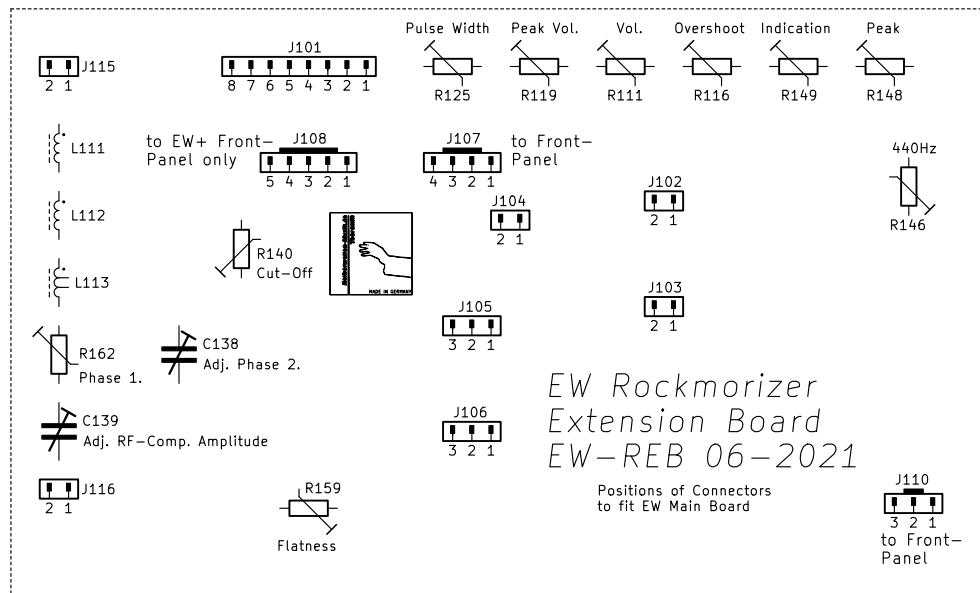 Pulse Width Peak Vol. Vol. Overshoot Indication Peak
J101
J115
2 1
8 7 6 5 4 3 2 1
R125 R119 R111 R116 R149 R148
L111
to EW+ Front-
Panel only
J108
5 4 3 2 1
J107
4 3 2 1
to Front-
Panel
440Hz
R146
J102
2 1
J104
2 1
L112
R140
Cut-Off
Theremin
MADE IN GERMANY
L113
J103
2 1
J105
3 2 1
R162
Phase 1.
C138
Adj. Phase 2.
C139
Adj. RF-Comp. Amplitude
J106
3 2 1
EW Rockmorizer
Extension Board
EW-REB 06-2021
Positions of Connectors
to fit EW Main Board
J116
2 1
R159
Flatness
J110
3 2 1
to Front-
Panel